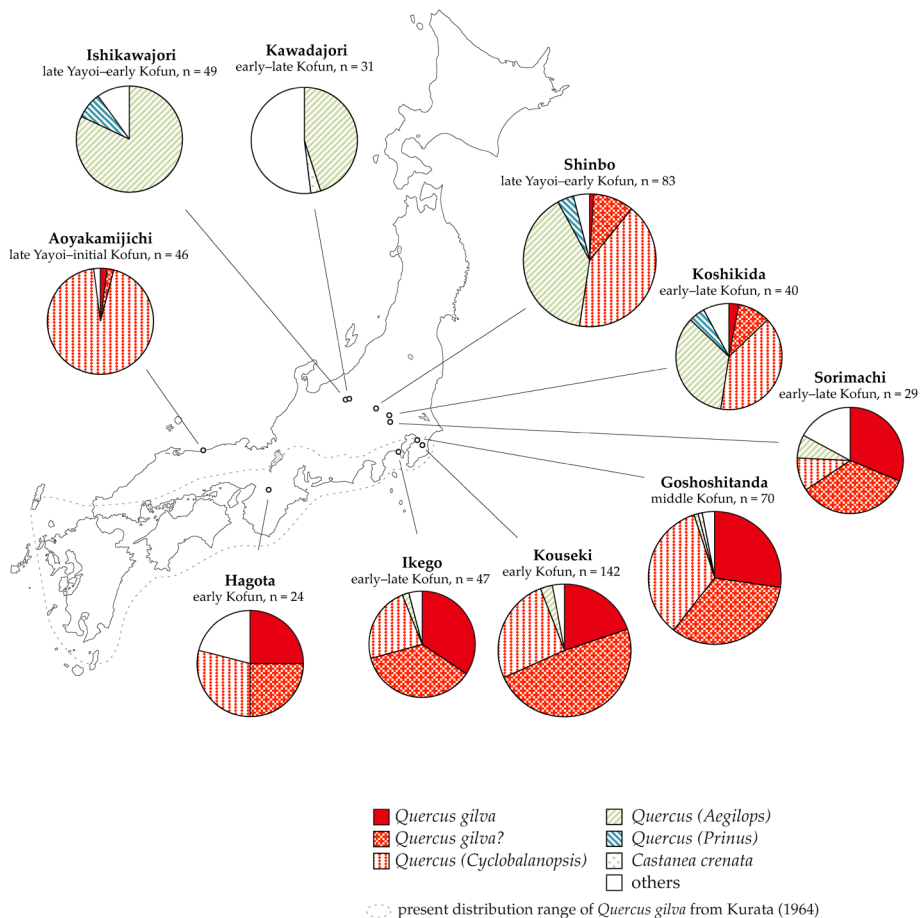 Ishikawajori
late Yayoi–early Kofun, n = 49
Kawadajori
early–late Kofun, n = 31
Shinbo
late Yayoi–early Kofun, n = 83
Aoyakamijichi
late Yayoi–initial Kofun, n = 46
Koshikida
early–late Kofun, n = 40
Sorimachi
early–late Kofun, n = 29
Goshoshitanda
middle Kofun, n = 70
Hagota
early Kofun, n = 24
Ikego
early–late Kofun, n = 47
Kouseki
early Kofun, n = 142
Quercus gilva
Quercus gilva?
Quercus (Cyclobalanopsis)
Quercus (Aegilops)
Quercus (Prinus)
Castanea crenata
others
present distribution range of Quercus gilva from Kurata (1964)